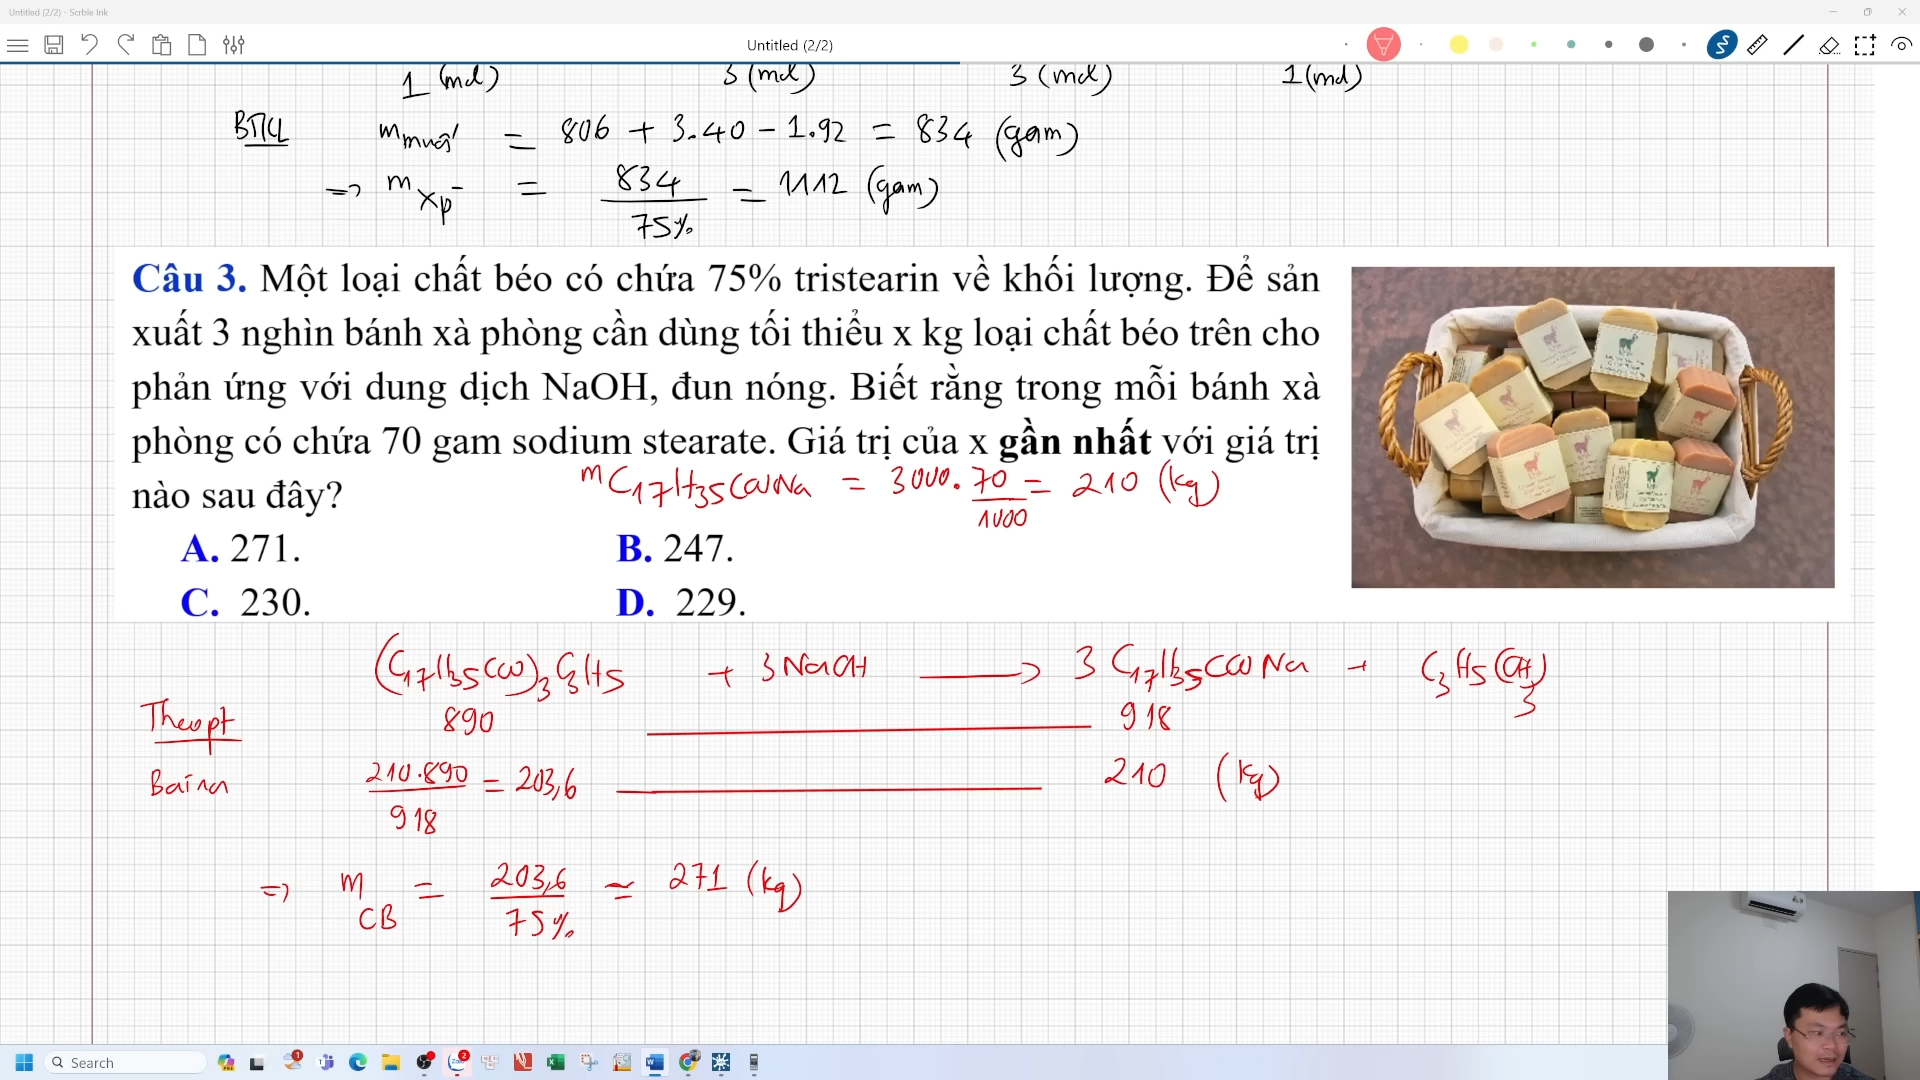 Untitled (2/2) - Scrble Ink
Untitled (2/2)
1 (mol) 3 (mol) 3 (mol) 1 (mol)
BTKL m muối = 806 + 3.40 - 1.92 = 834 (gam)
=> m XP = 834 / 75% = 1112 (gam)
Câu 3. Một loại chất béo có chứa 75% tristearin về khối lượng. Để sản
xuất 3 nghìn bánh xà phòng cần dùng tối thiểu x kg loại chất béo trên cho
phản ứng với dung dịch NaOH, đun nóng. Biết rằng trong mỗi bánh xà
phòng có chứa 70 gam sodium stearate. Giá trị của x gần nhất với giá trị
nào sau đây?
m C17H35COONa = 3000. 70 / 1000 = 210 (kg)
A. 271. B. 247.
C. 230. D. 229.
(C17H35COO)3C3H5 + 3NaOH → 3 C17H35COONa + C3H5(OH)3
Theo pt 890 918
Bài ra 210.890 / 918 = 203,6 210 (kg)
=> m CB = 203,6 / 75% ≃ 271 (kg)
Search